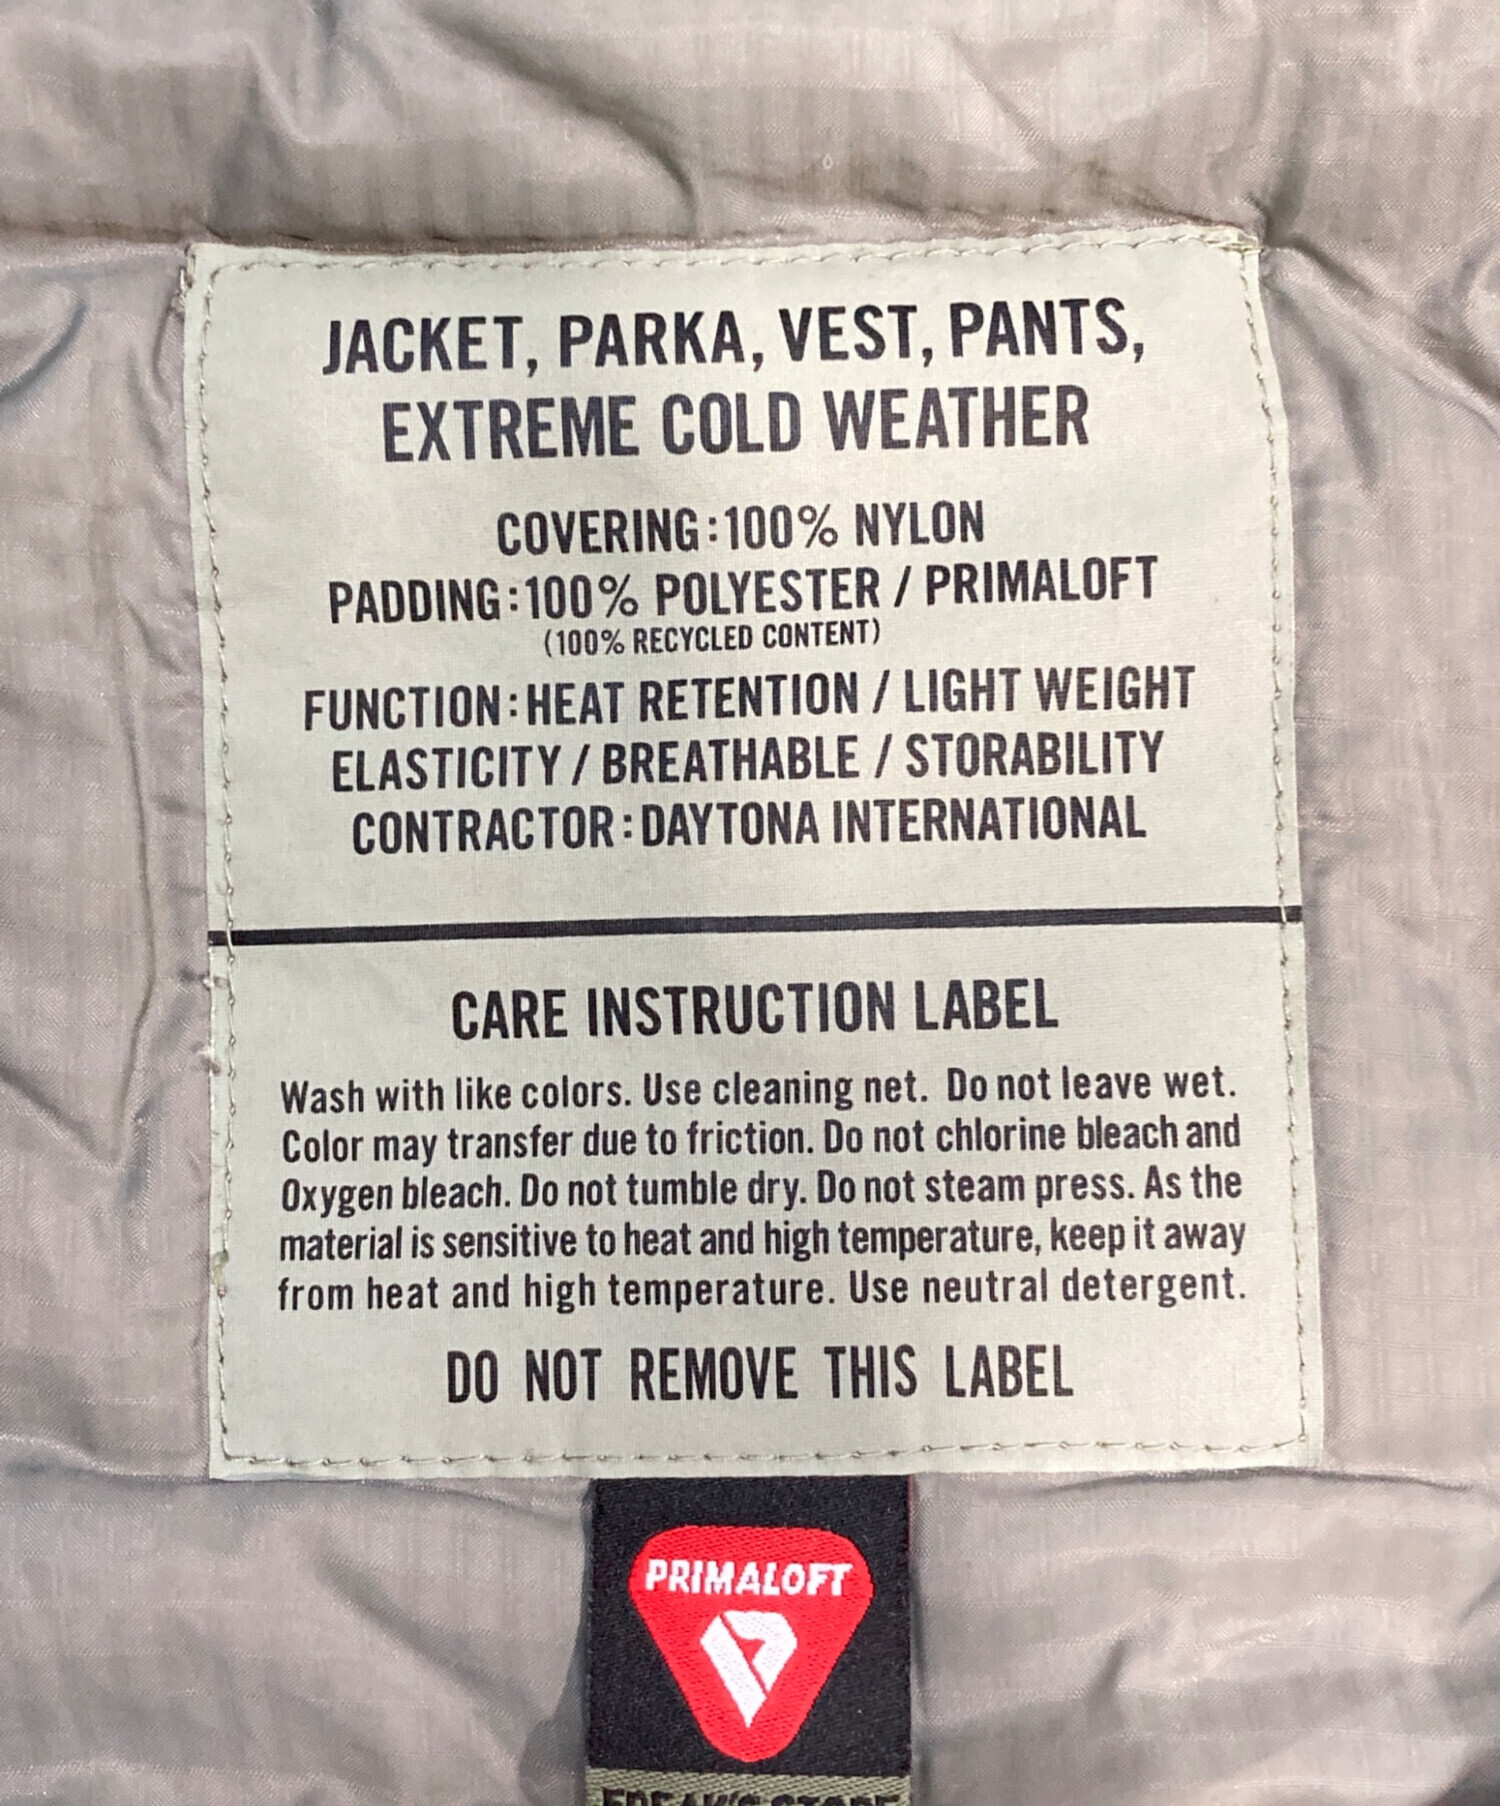 JACKET, PARKA, VEST, PANTS,
EXTREME COLD WEATHER
COVERING:100% NYLON
PADDING:100% POLYESTER / PRIMALOFT
(100% RECYCLED CONTENT)
FUNCTION:HEAT RETENTION / LIGHT WEIGHT
ELASTICITY / BREATHABLE / STORABILITY
CONTRACTOR:DAYTONA INTERNATIONAL
CARE INSTRUCTION LABEL
Wash with like colors. Use cleaning net. Do not leave wet.
Color may transfer due to friction. Do not chlorine bleach and
Oxygen bleach. Do not tumble dry. Do not steam press. As the
material is sensitive to heat and high temperature, keep it away
from heat and high temperature. Use neutral detergent.
DO NOT REMOVE THIS LABEL
PRIMALOFT
FREAK'S STORE